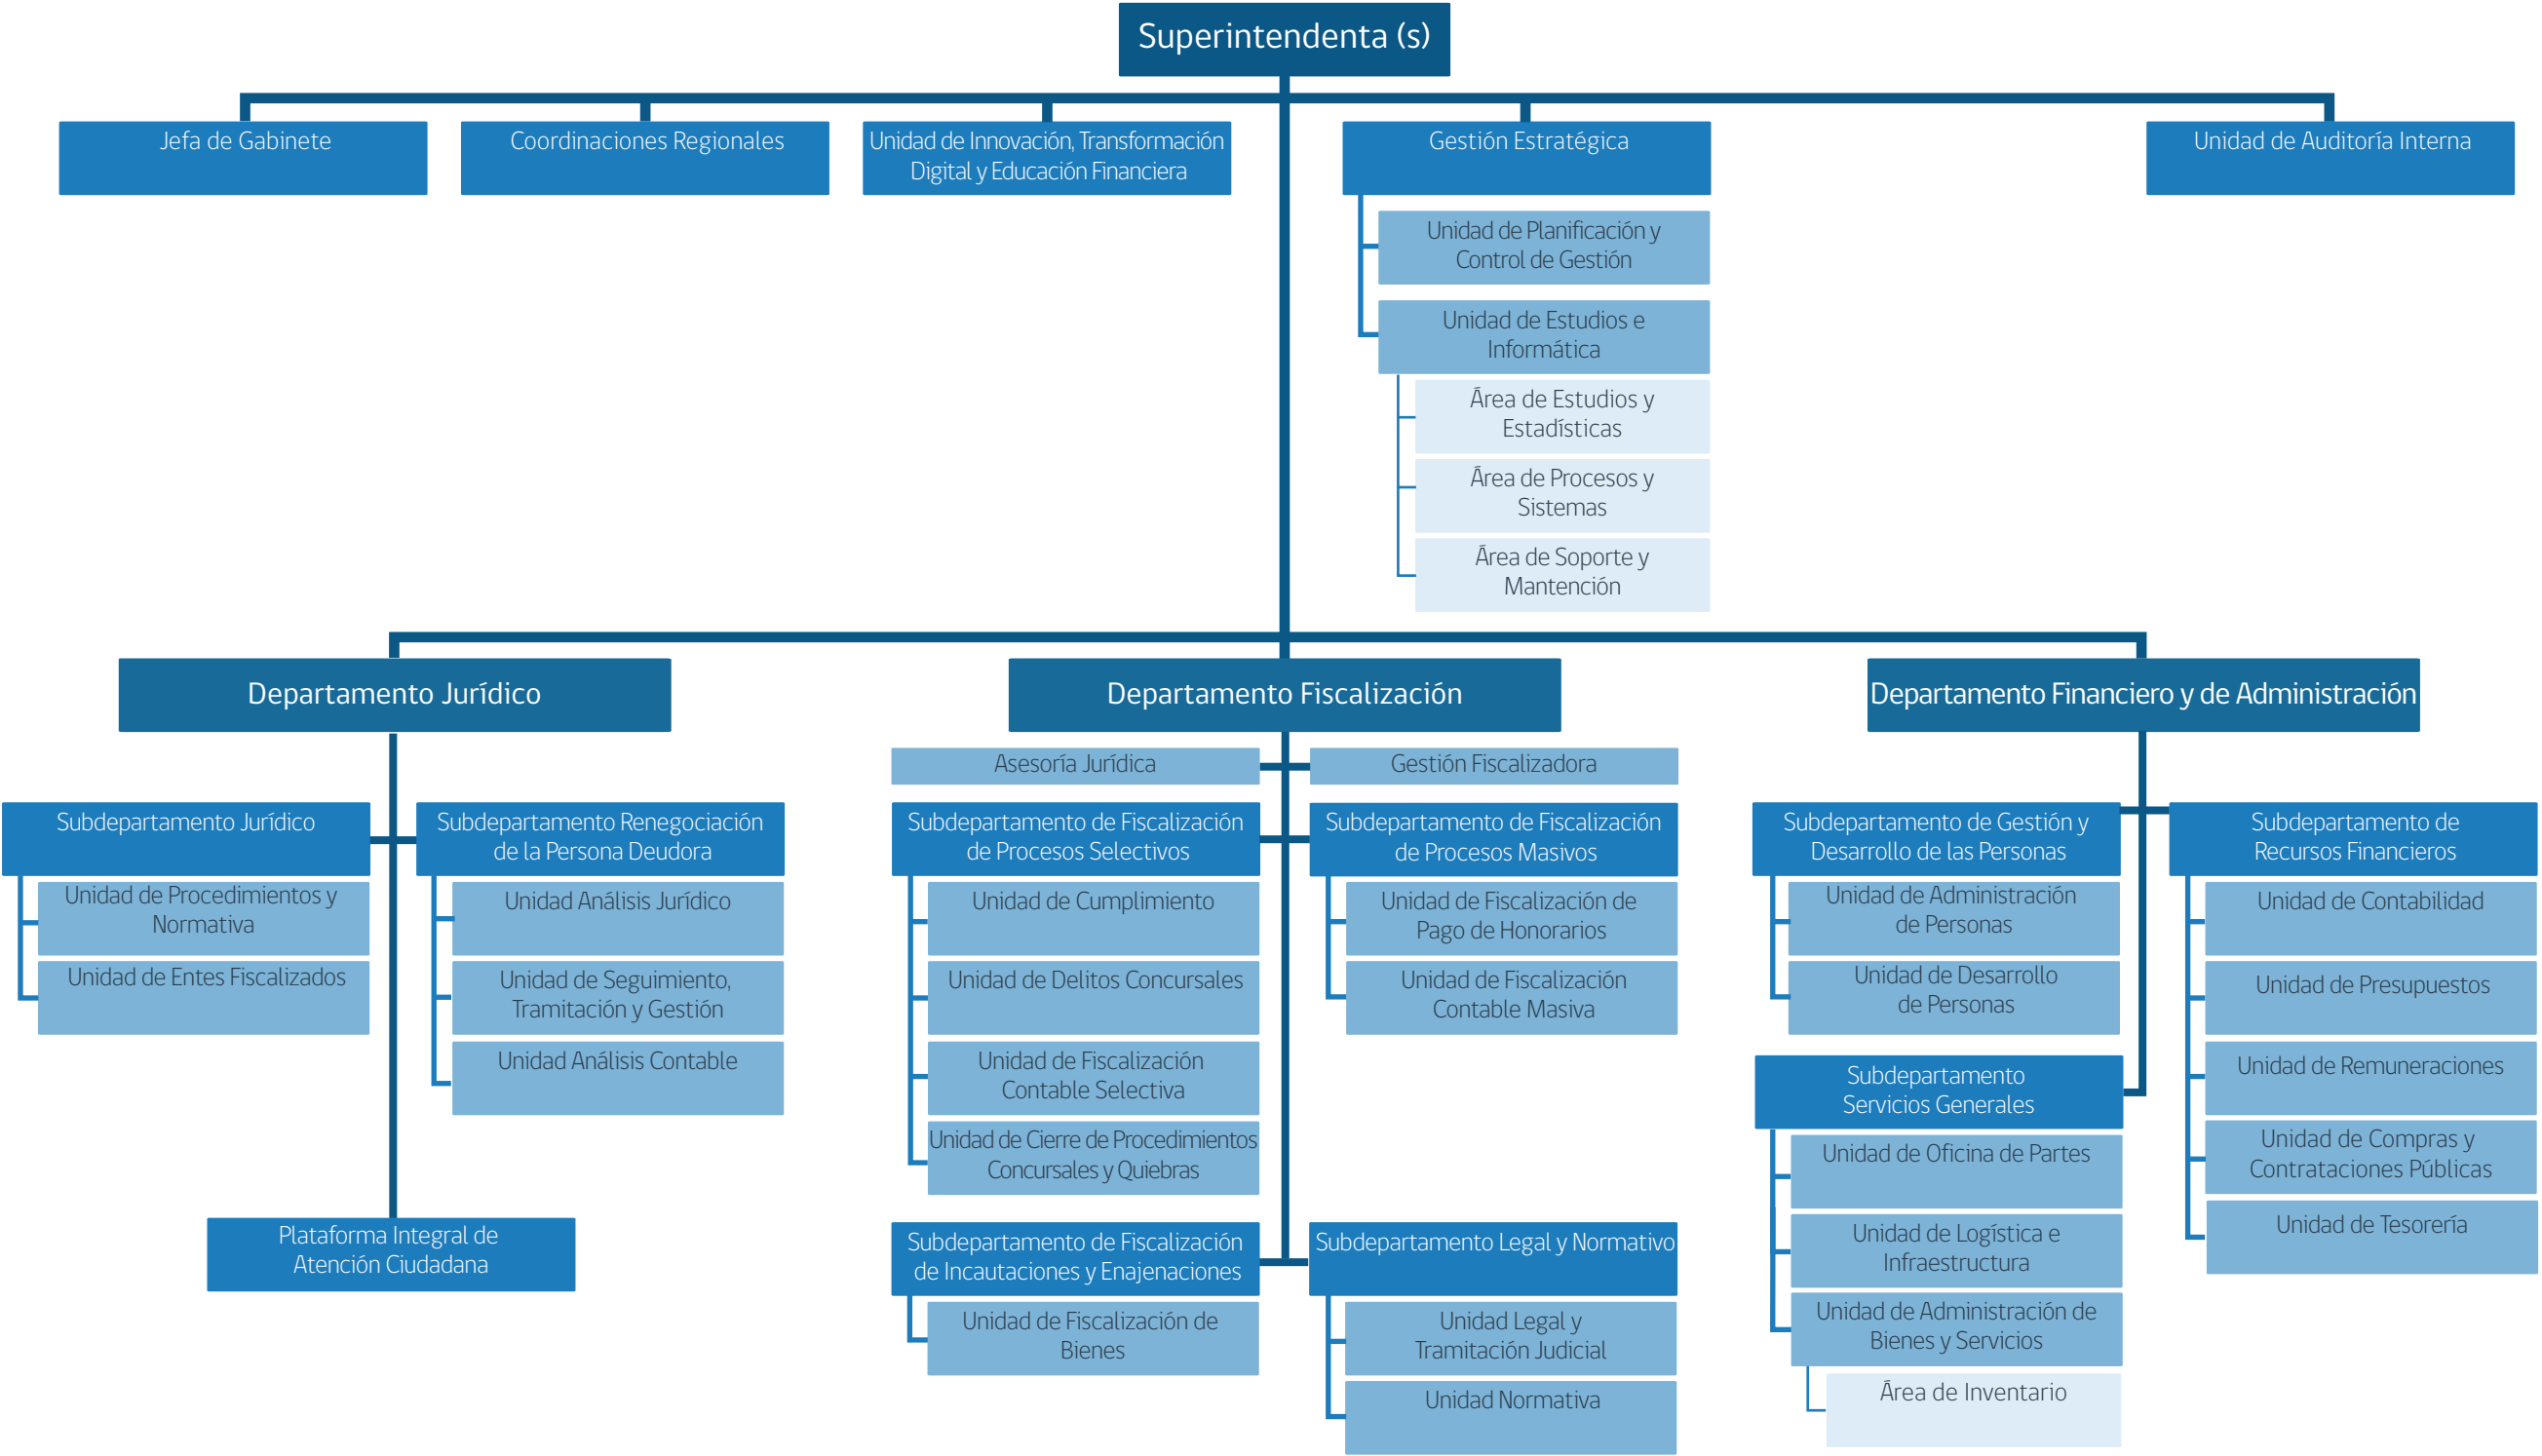 Superintendenta (s)
Jefa de Gabinete
Coordinaciones Regionales
Unidad de Innovación, Transformación
Digital y Educación Financiera
Gestión Estratégica
Unidad de Auditoría Interna
Unidad de Planificación y
Control de Gestión
Unidad de Estudios e
Informática
Área de Estudios y
Estadísticas
Área de Procesos y
Sistemas
Área de Soporte y
Mantención
Departamento Jurídico
Subdepartamento Jurídico
Unidad de Procedimientos y
Normativa
Unidad de Entes Fiscalizados
Subdepartamento Renegociación
de la Persona Deudora
Unidad Análisis Jurídico
Unidad de Seguimiento,
Tramitación y Gestión
Unidad Análisis Contable
Plataforma Integral de
Atención Ciudadana
Departamento Fiscalización
Asesoría Jurídica
Gestión Fiscalizadora
Subdepartamento de Fiscalización
de Procesos Selectivos
Unidad de Cumplimiento
Unidad de Delitos Concursales
Unidad de Fiscalización
Contable Selectiva
Unidad de Cierre de Procedimientos
Concursales y Quiebras
Subdepartamento de Fiscalización
de Procesos Masivos
Unidad de Fiscalización de
Pago de Honorarios
Unidad de Fiscalización
Contable Masiva
Subdepartamento de Fiscalización
de Incautaciones y Enajenaciones
Unidad de Fiscalización de
Bienes
Subdepartamento Legal y Normativo
Unidad Legal y
Tramitación Judicial
Unidad Normativa
Departamento Financiero y de Administración
Subdepartamento de Gestión y
Desarrollo de las Personas
Unidad de Administración
de Personas
Unidad de Desarrollo
de Personas
Subdepartamento
Servicios Generales
Unidad de Oficina de Partes
Unidad de Logística e
Infraestructura
Unidad de Administración de
Bienes y Servicios
Área de Inventario
Subdepartamento de
Recursos Financieros
Unidad de Contabilidad
Unidad de Presupuestos
Unidad de Remuneraciones
Unidad de Compras y
Contrataciones Públicas
Unidad de Tesorería